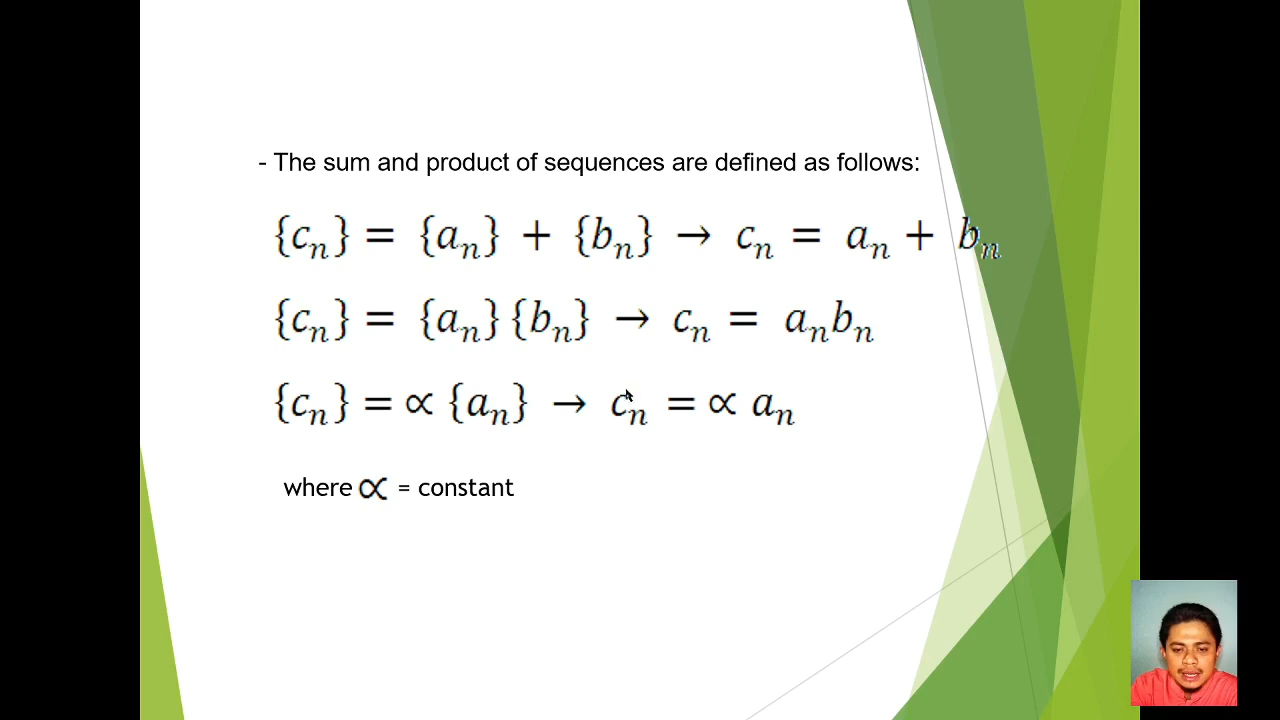 - The sum and product of sequences are defined as follows:
{cₙ} = {aₙ} + {bₙ} → cₙ = aₙ + bₙ
{cₙ} = {aₙ}{bₙ} → cₙ = aₙbₙ
{cₙ} = ∝ {aₙ} → cₙ = ∝ aₙ
where ∝ = constant